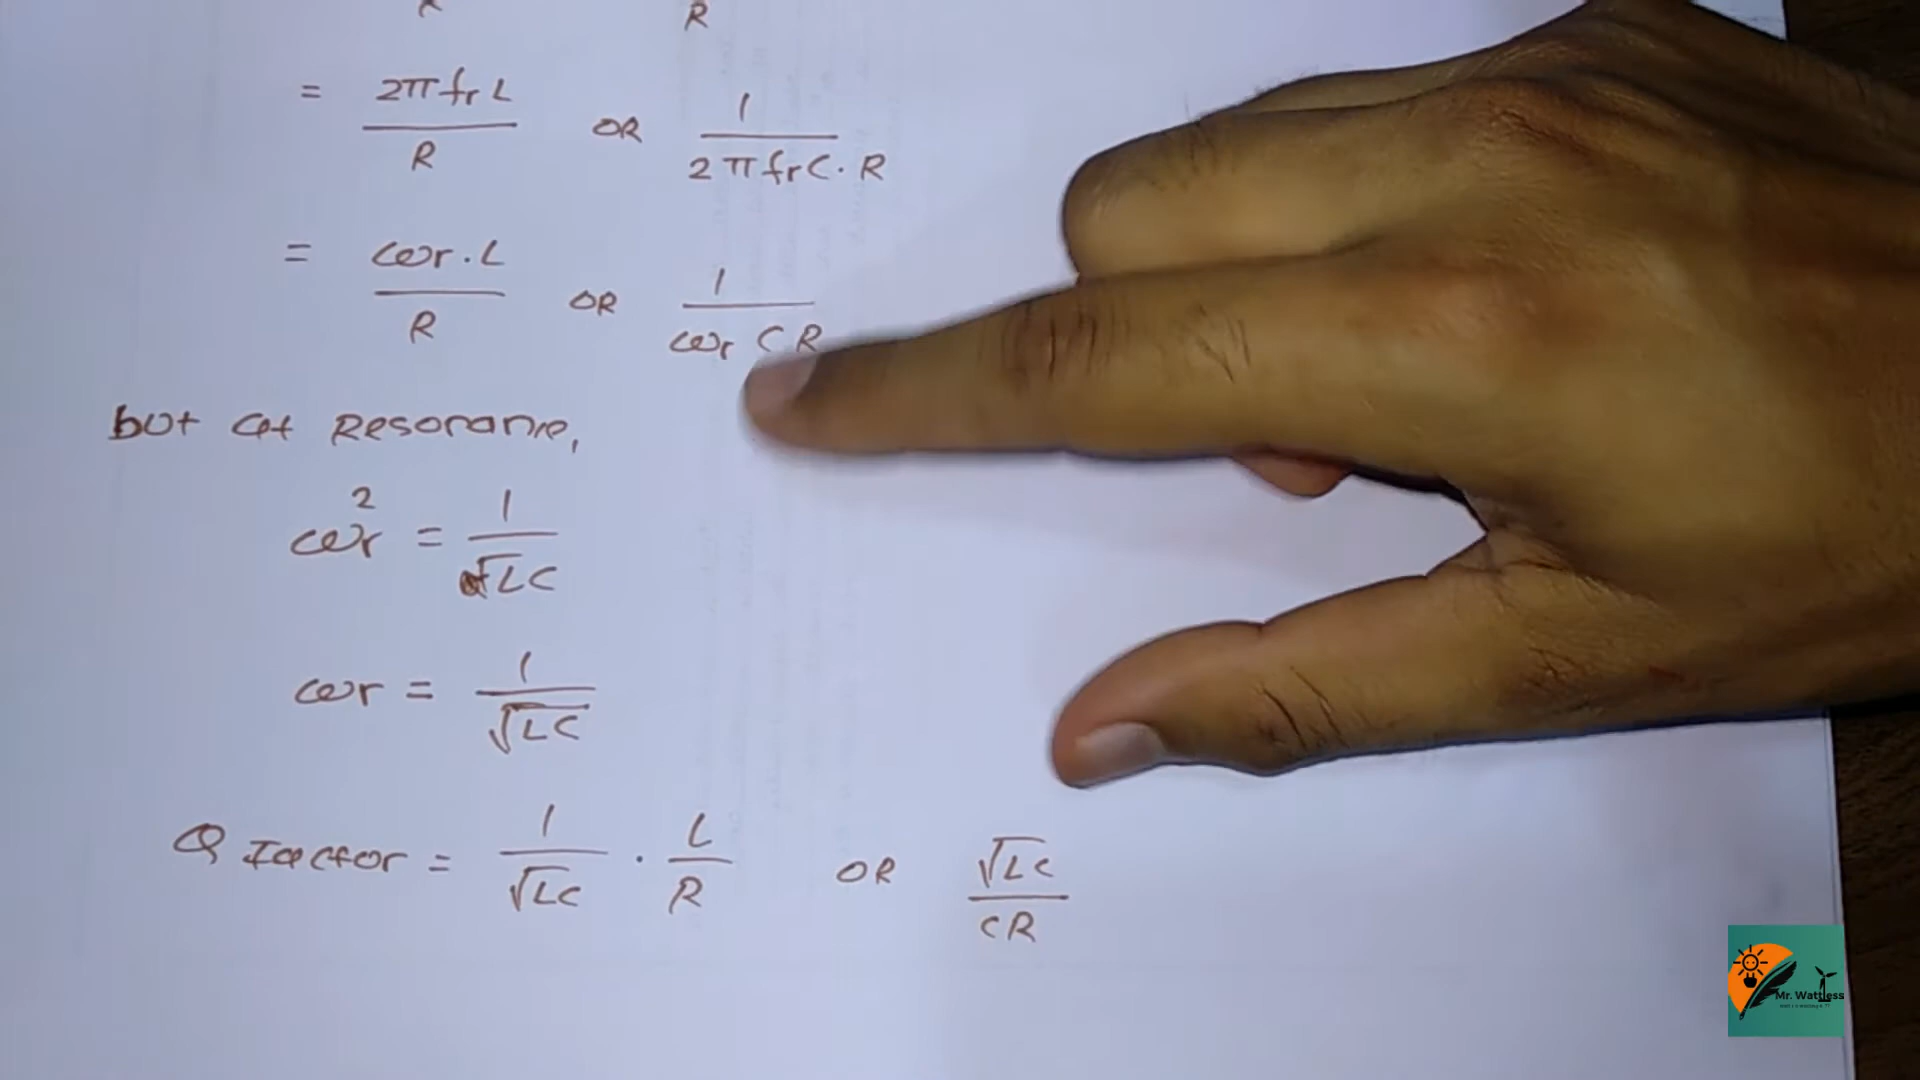 R
= 2πfrL / R OR 1 / 2πfrC.R
= ωr.L / R OR 1 / ωr CR
but at Resonance,
ωr² = 1 / √LC
ωr = 1 / √LC
Q factor = 1 / √LC . L / R OR √LC / CR
Mr. Wattless